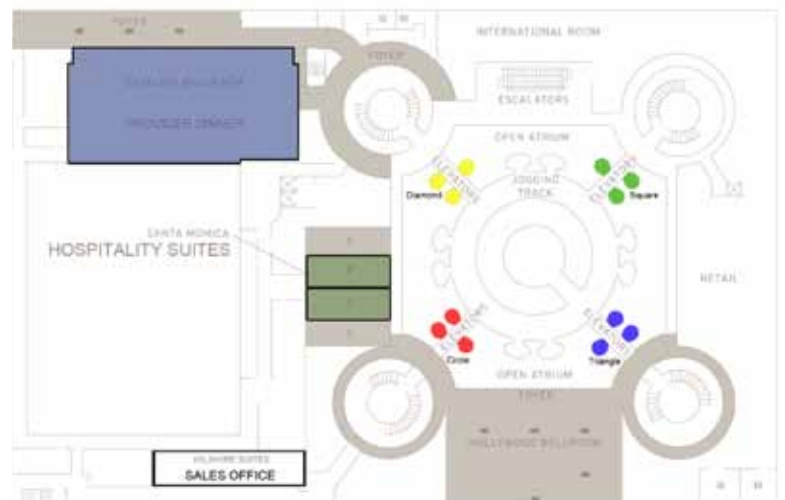 FOYER
INTERNATIONAL ROOM
FOYER
ESCALATORS
PROVIDER DINNER
OPEN ATRIUM
ELEVATORS
ELEVATORS
JOGGING
TRACK
Diamond
Square
SANTA MONICA
HOSPITALITY SUITES
RETAIL
ELEVATORS
ELEVATORS
Circle
Triangle
OPEN ATRIUM
FOYER
HOLLYWOOD BALLROOM
WILSHIRE SUITES
SALES OFFICE